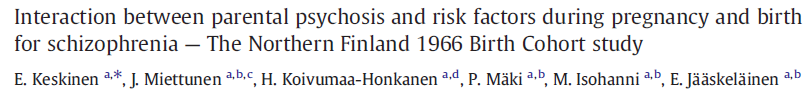 Interaction between parental psychosis and risk factors during pregnancy and birth
for schizophrenia — The Northern Finland 1966 Birth Cohort study
E. Keskinen a,*, J. Miettunen a,b,c, H. Koivumaa-Honkanen a,d, P. Mäki a,b, M. Isohanni a,b, E. Jääskeläinen a,b